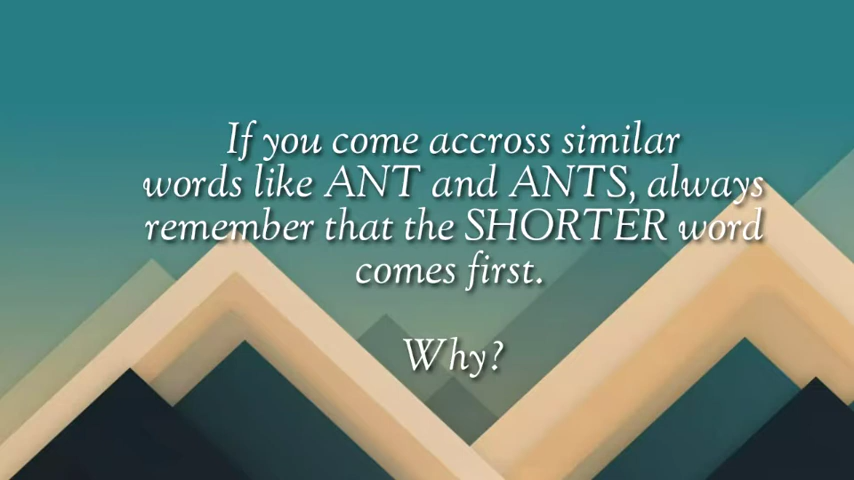 If you come accross similar
words like ANT and ANTS, always
remember that the SHORTER word
comes first.
Why?